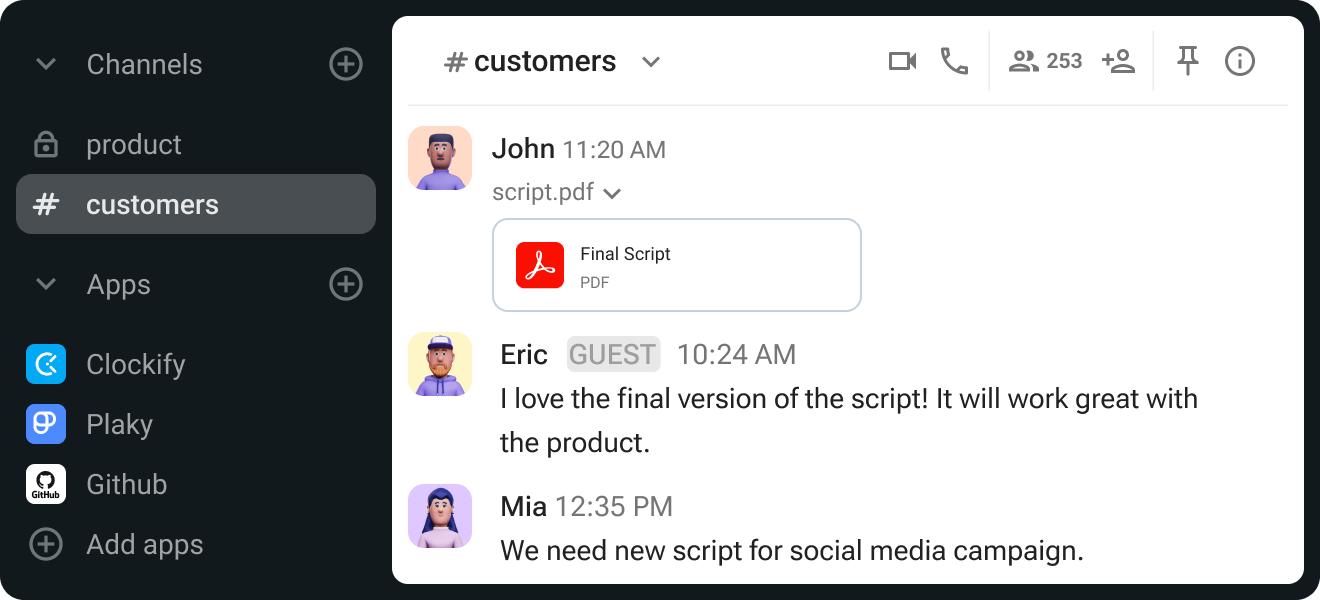 Channels
product
# customers
Apps
Clockify
Plaky
GitHub
Github
Add apps
# customers
253
John 11:20 AM
script.pdf
Final Script
PDF
Eric GUEST 10:24 AM
I love the final version of the script! It will work great with
the product.
Mia 12:35 PM
We need new script for social media campaign.